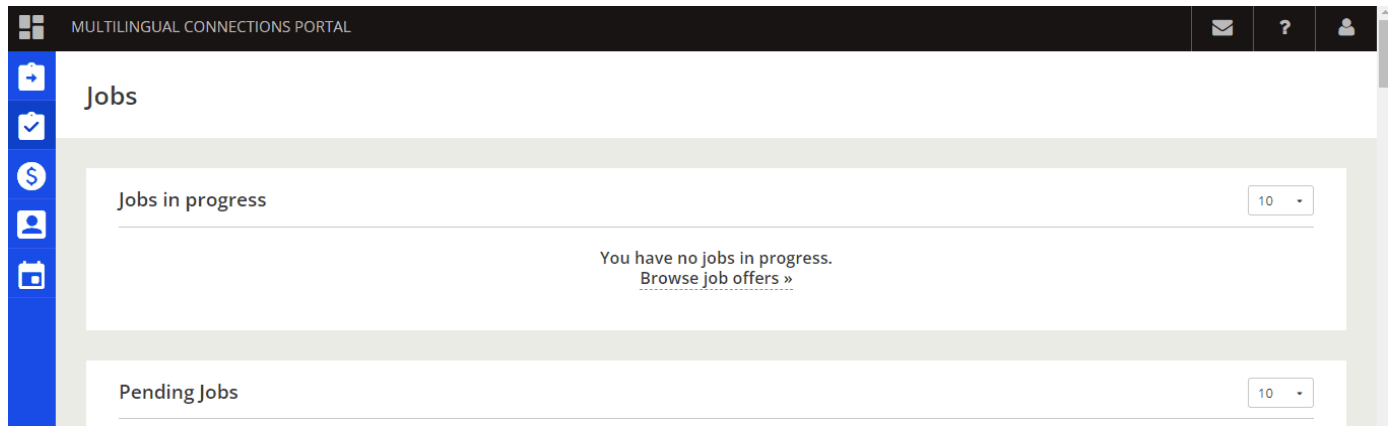 MULTILINGUAL CONNECTIONS PORTAL
?
Jobs
$
Jobs in progress
10
You have no jobs in progress.
Browse job offers »
Pending Jobs
10